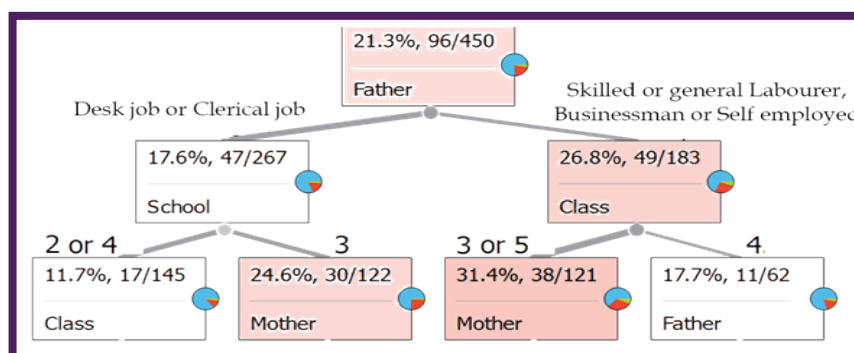 21.3%, 96/450
Father
Desk job or Clerical job
Skilled or general Labourer,
Businessman or Self employed
17.6%, 47/267
School
26.8%, 49/183
Class
2 or 4
3
3 or 5
4
11.7%, 17/145
Class
24.6%, 30/122
Mother
31.4%, 38/121
Mother
17.7%, 11/62
Father